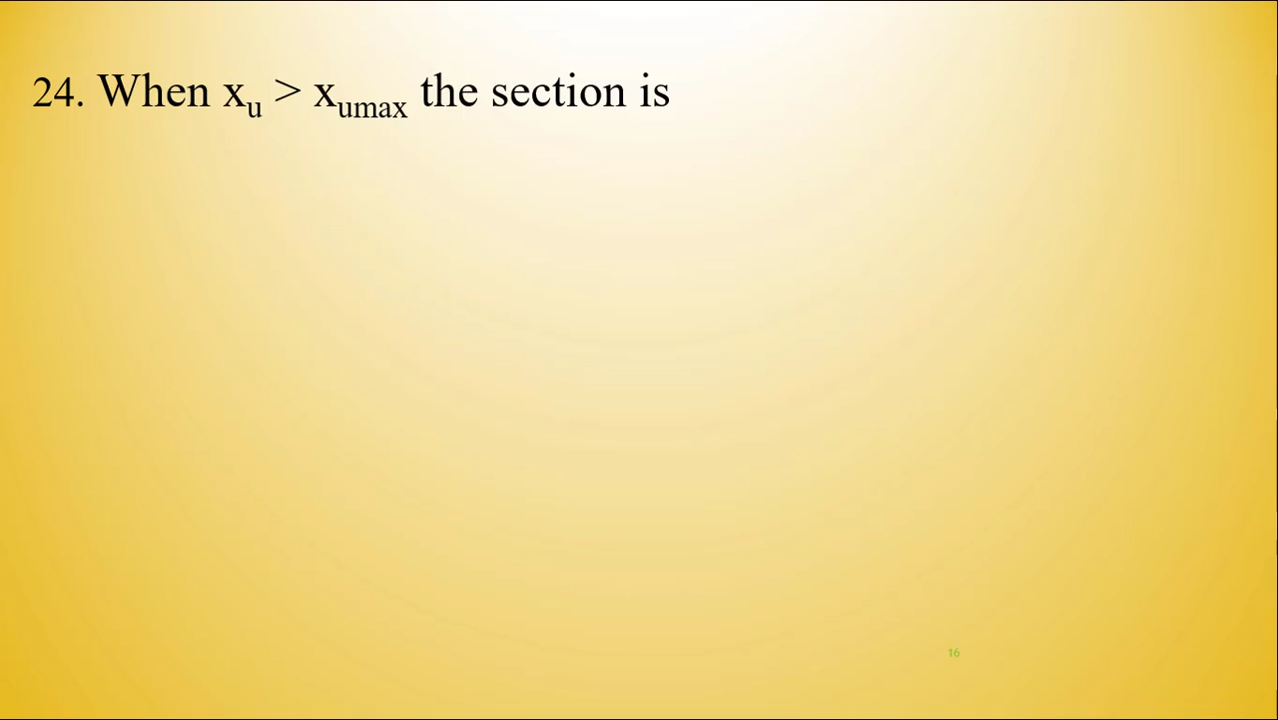 24. When xu > xumax the section is
16